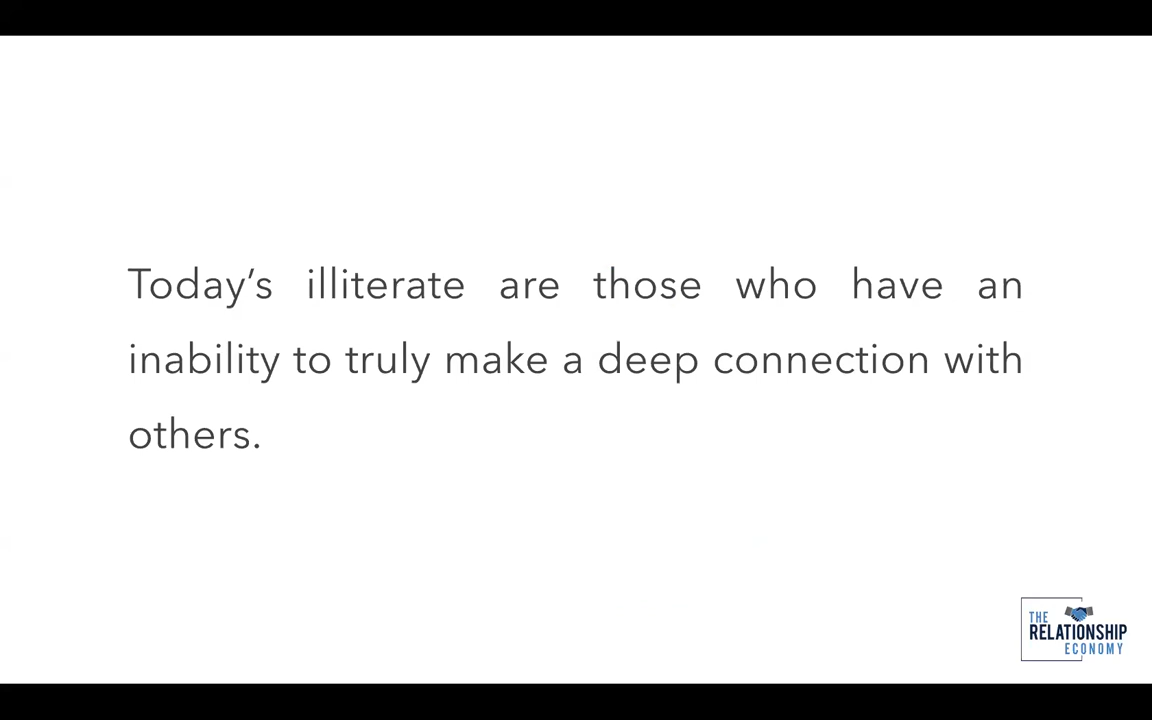 Today’s illiterate are those who have an
inability to truly make a deep connection with
others.
THE
RELATIONSHIP
ECONOMY